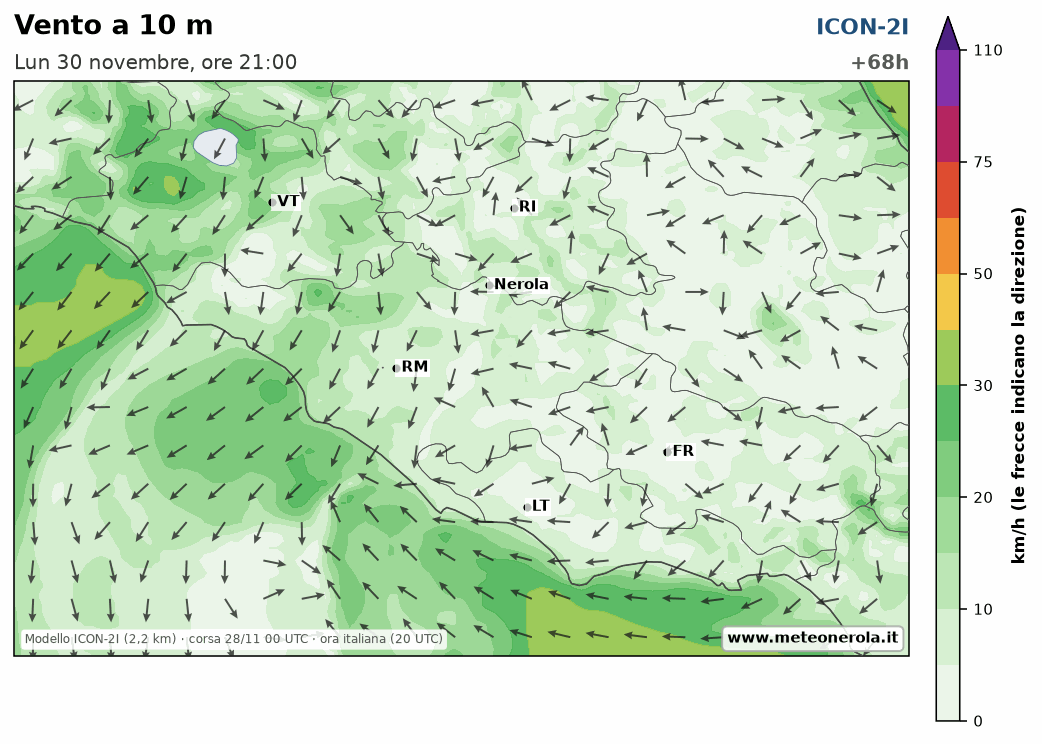 Vento a 10 m
ICON-2I
Lun 30 novembre, ore 21:00
+68h
110
75
50
30
20
10
0
km/h (le frecce indicano la direzione)
VT
RI
Nerola
RM
FR
LT
Modello ICON-2I (2,2 km) · corsa 28/11 00 UTC · ora italiana (20 UTC)
www.meteonerola.it